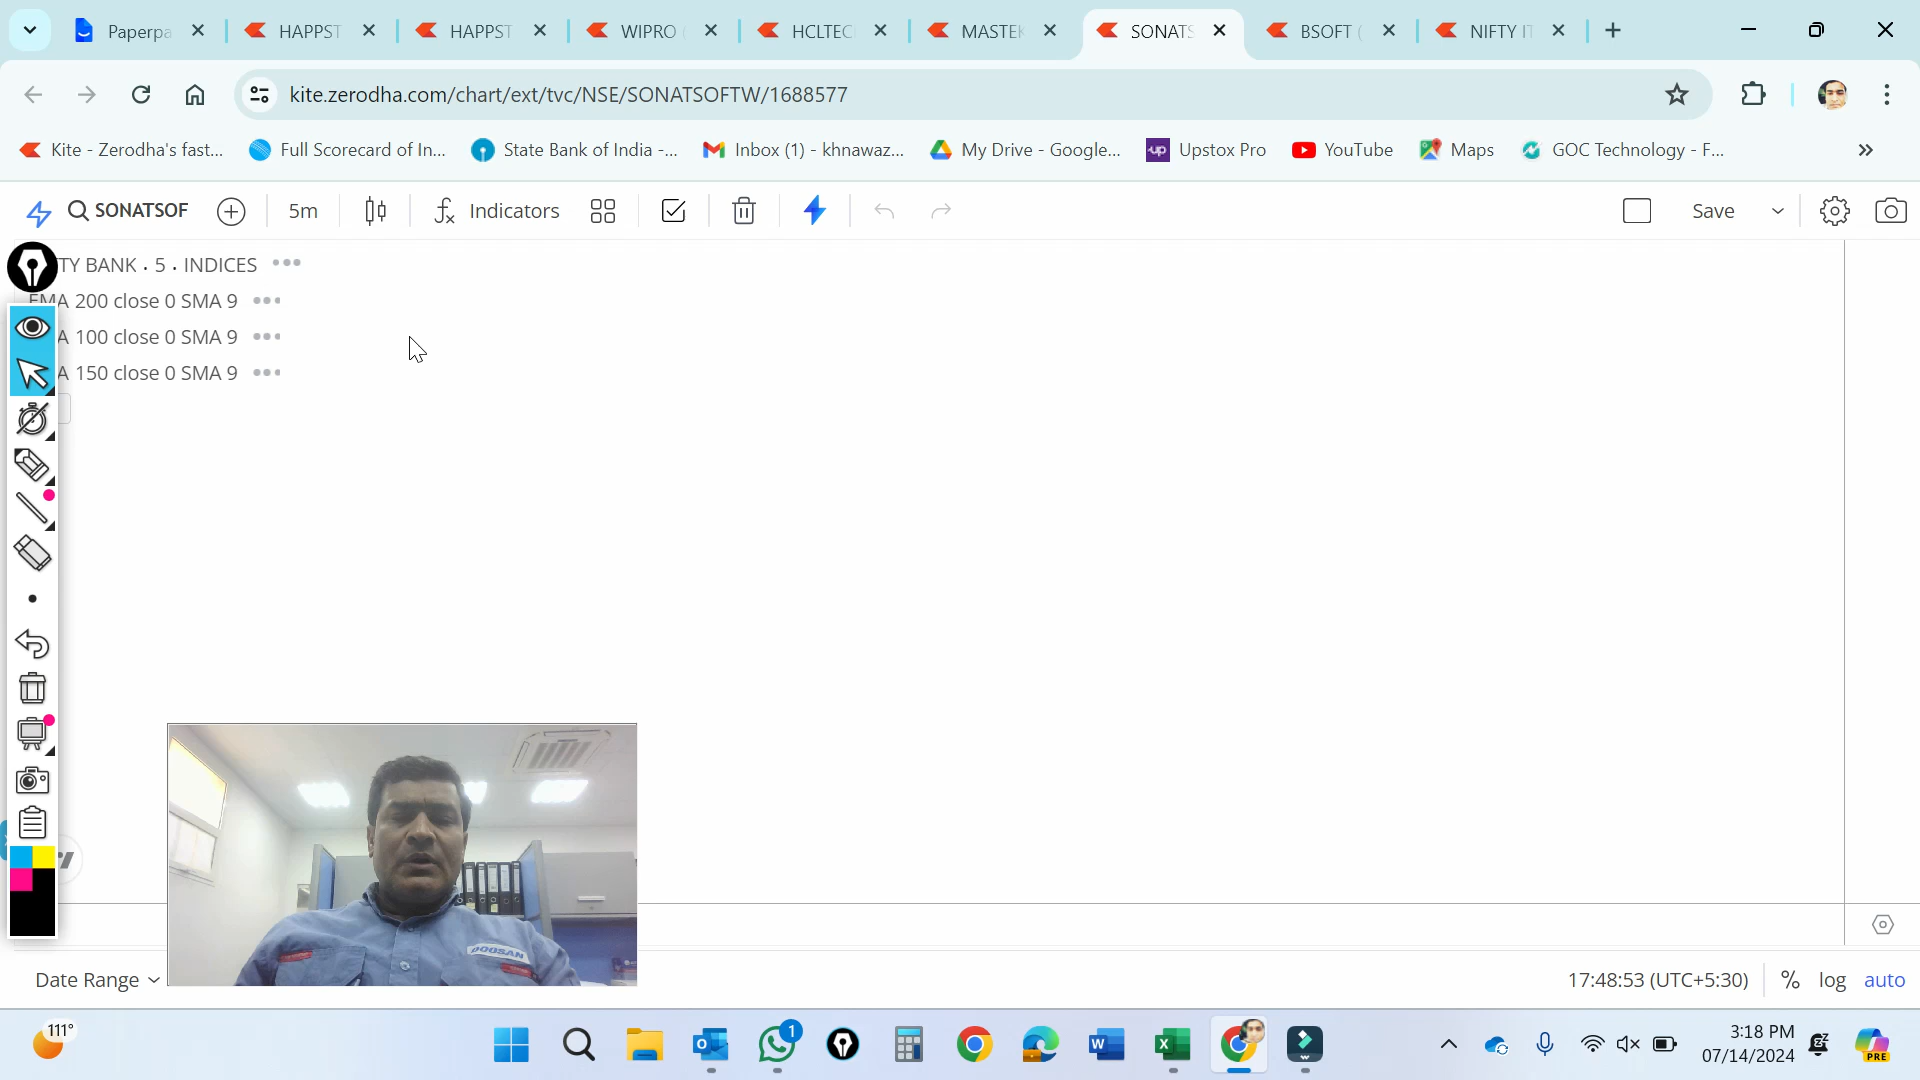 Paperpa HAPPST HAPPST WIPRO ( HCLTEC MASTEK SONATS BSOFT ( NIFTY IT
kite.zerodha.com/chart/ext/tvc/NSE/SONATSOFTW/1688577
Kite - Zerodha's fast... Full Scorecard of In... State Bank of India -... Inbox (1) - khnawaz... My Drive - Google... up Upstox Pro YouTube Maps GOC Technology - F... »
SONATSOF 5m Indicators Save
TY BANK · 5 · INDICES
EMA 200 close 0 SMA 9
A 100 close 0 SMA 9
A 150 close 0 SMA 9
DOOSAN
Date Range 17:48:53 (UTC+5:30) % log auto
111° 1 3:18 PM
07/14/2024 PRE